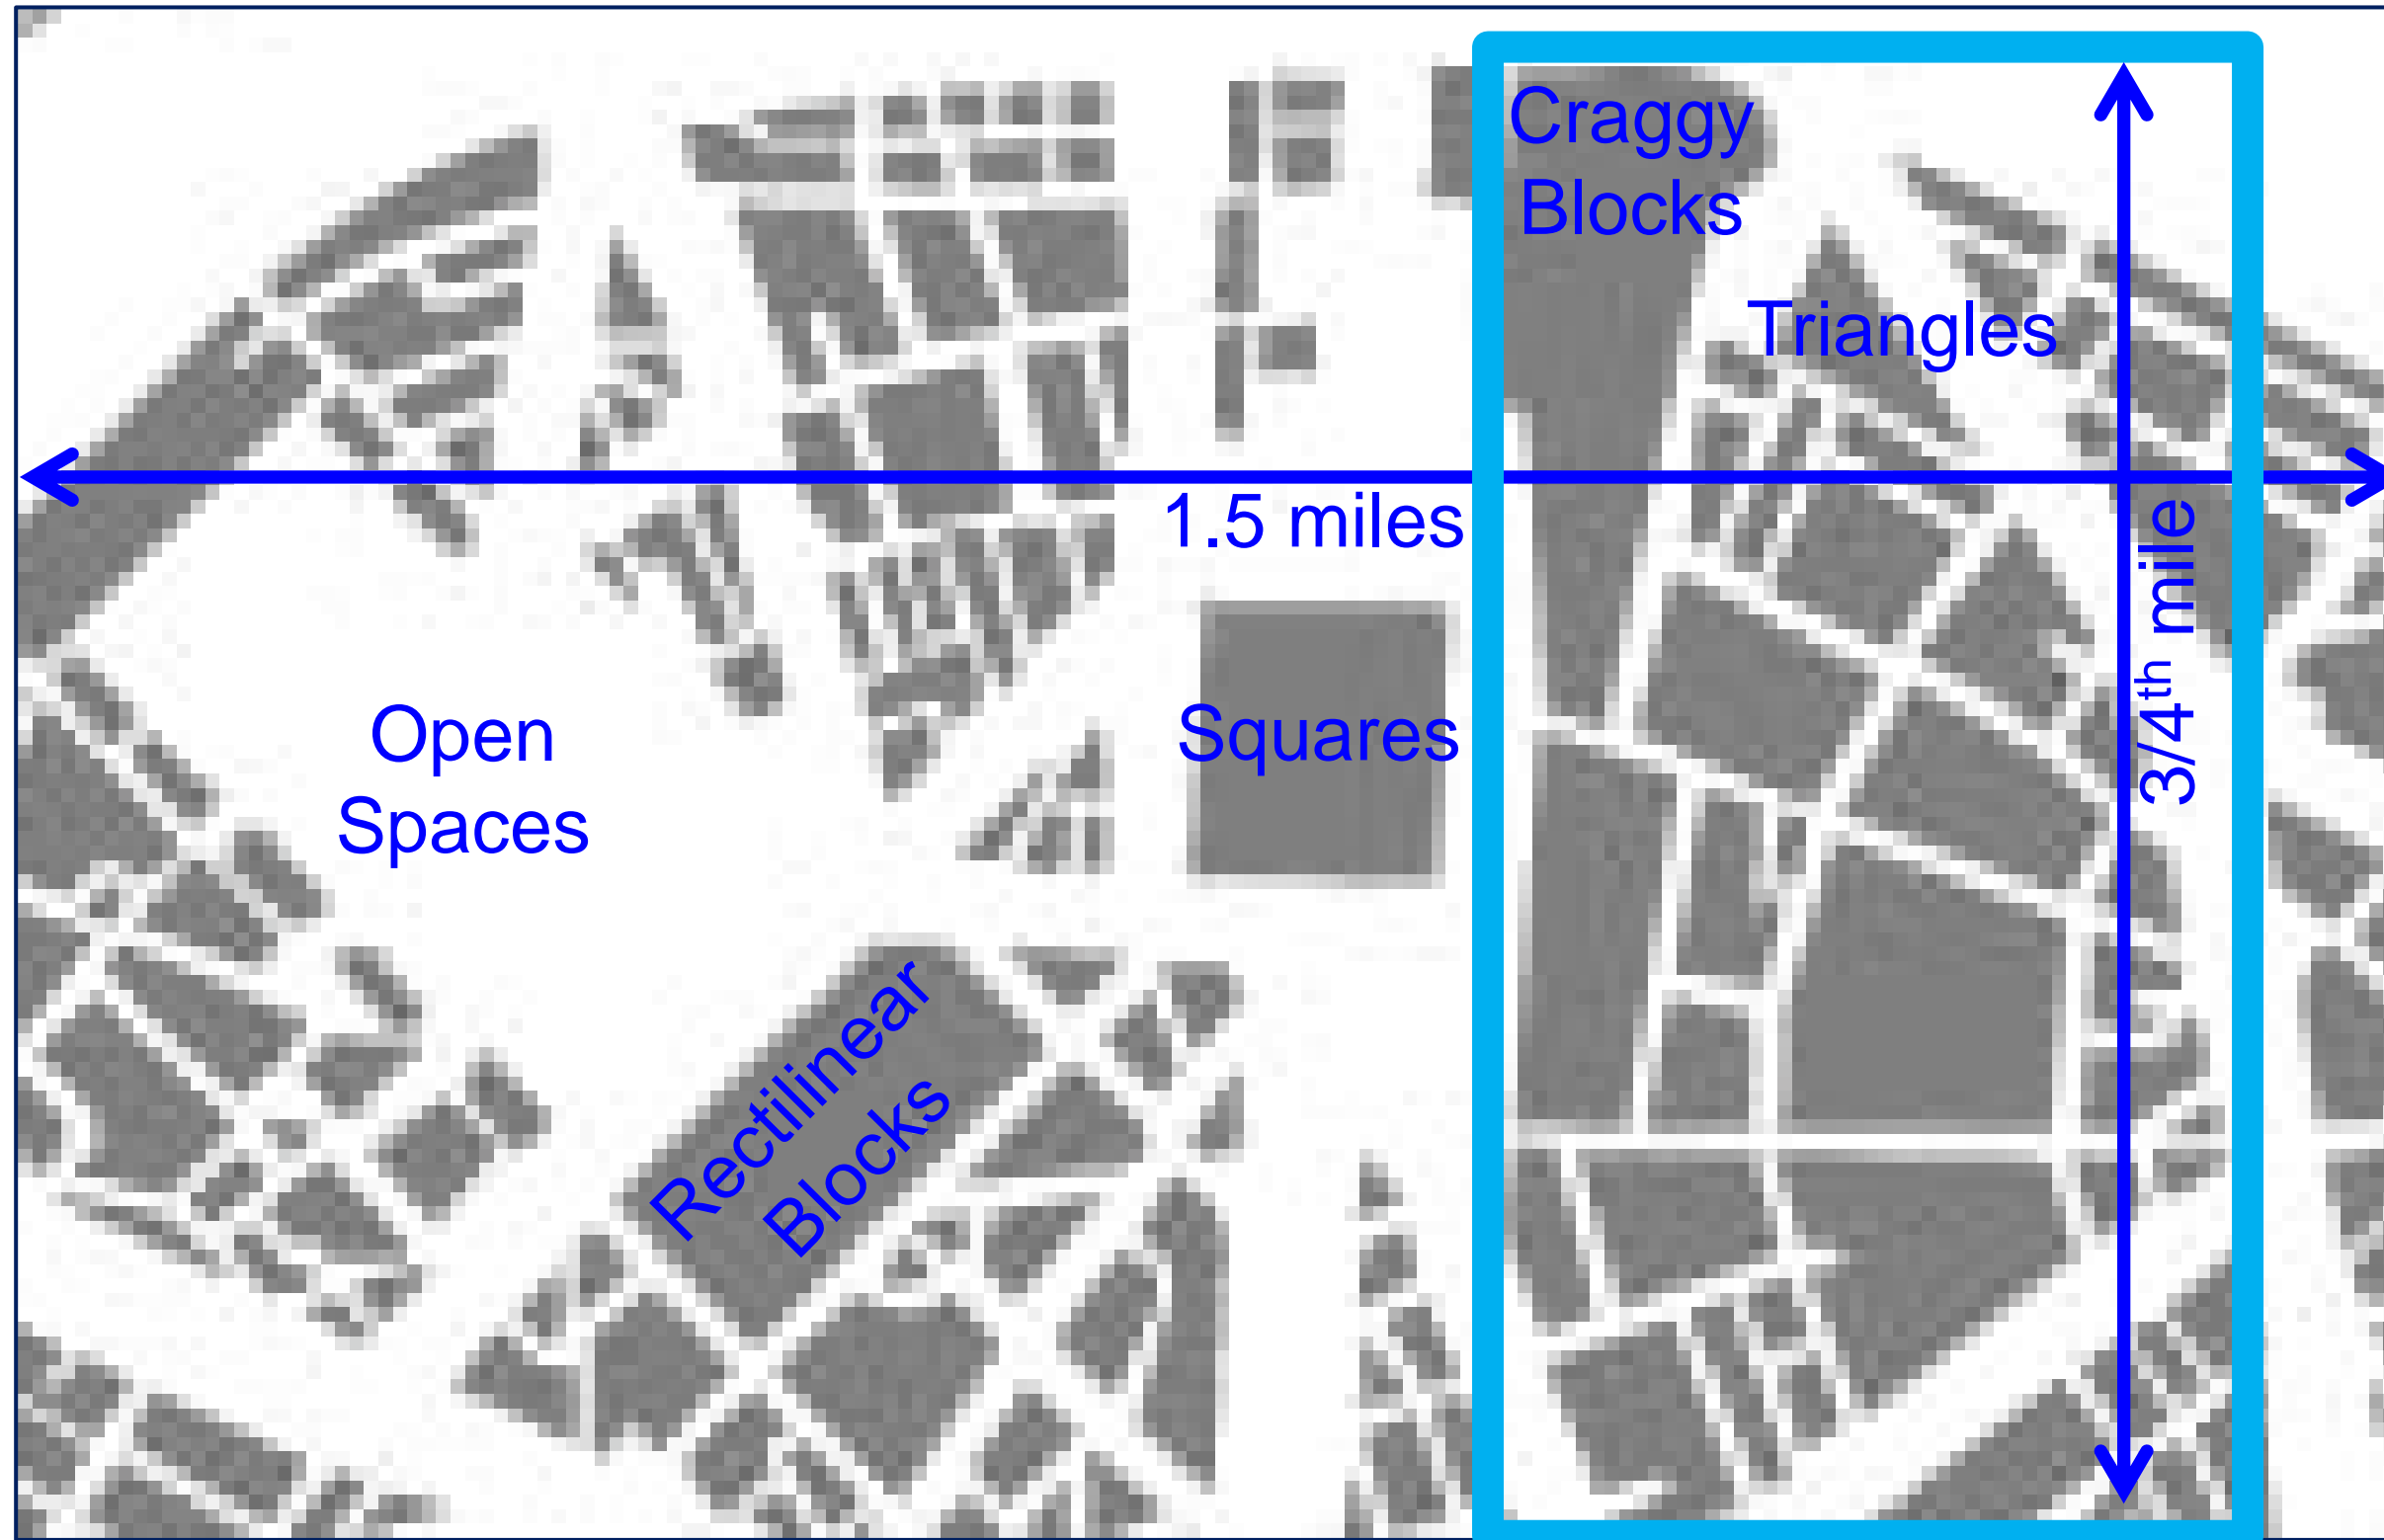 Craggy
Blocks
Triangles
1.5 miles
3/4th mile
Open
Spaces
Squares
Rectilinear
Blocks